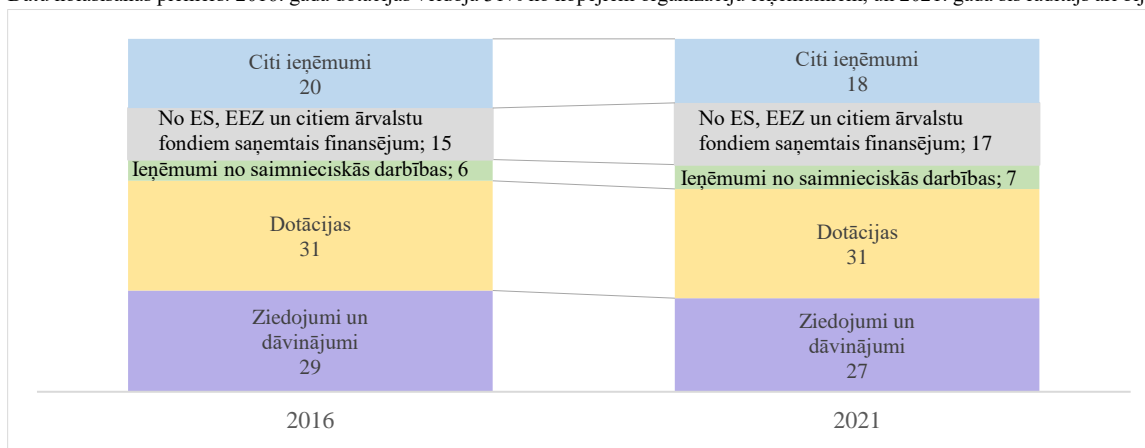 Citi ieņēmumi
20
Citi ieņēmumi
18
No ES, EEZ un citiem ārvalstu
fondiem saņemtais finansējum; 15
No ES, EEZ un citiem ārvalstu
fondiem saņemtais finansējum; 17
Ieņēmumi no saimnieciskās darbības; 6
Ieņēmumi no saimnieciskās darbības; 7
Dotācijas
31
Dotācijas
31
Ziedojumi un
dāvinājumi
29
Ziedojumi un
dāvinājumi
27
2016
2021